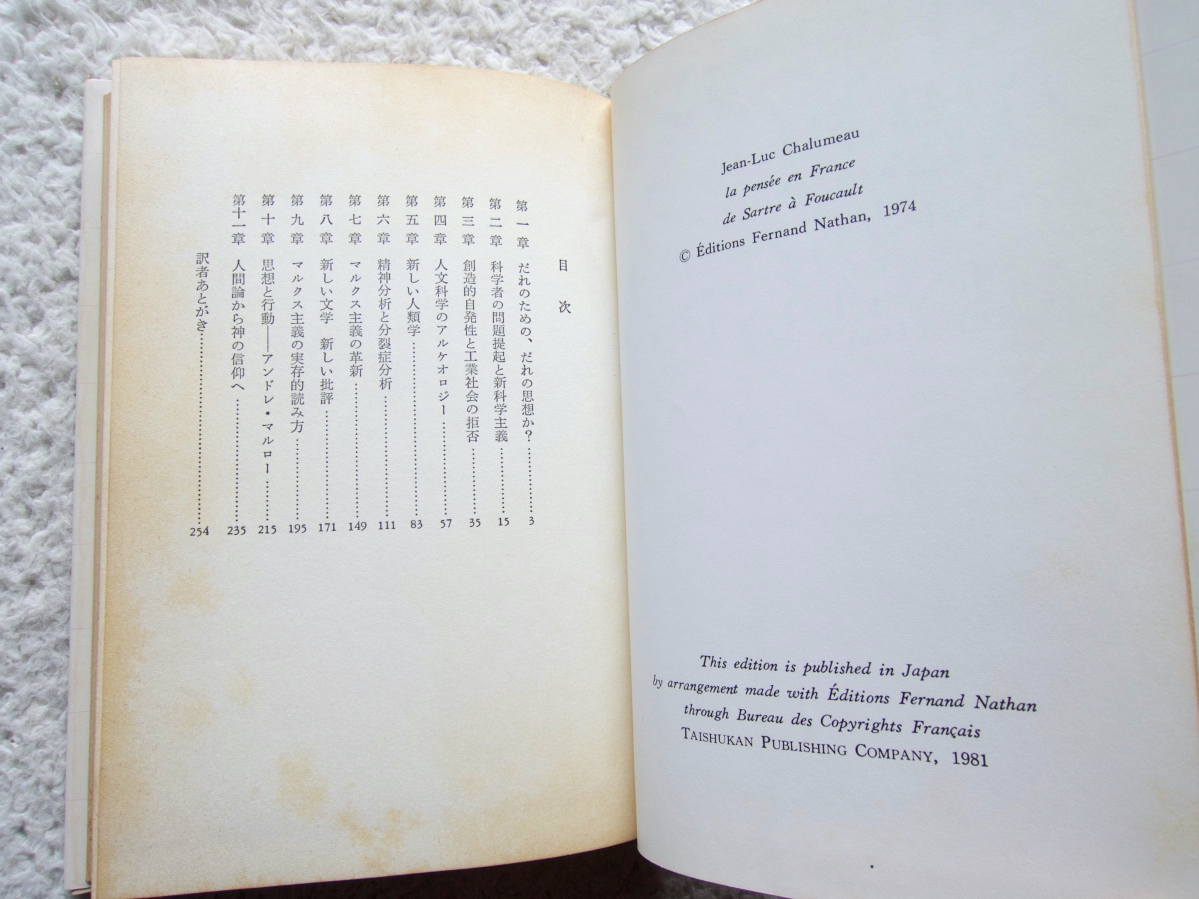 Jean-Luc Chalumeau
la pensée en France
de Sartre à Foucault
© Éditions Fernand Nathan, 1974
This edition is published in Japan
by arrangement made with Éditions Fernand Nathan
through Bureau des Copyrights Français
TAISHUKAN PUBLISHING COMPANY, 1981
目次
第一章 だれのための、だれの思想か?……………3
第二章 科学者の問題提起と新科学主義……………15
第三章 創造的自発性と工業社会の拒否……………35
第四章 人文科学のアルケオロジー……………57
第五章 新しい人類学……………83
第六章 精神分析と分裂症分析……………111
第七章 マルクス主義の革新……………149
第八章 新しい文学 新しい批評……………171
第九章 マルクス主義の実存的読み方……………195
第十章 思想と行動——アンドレ・マルロー……………215
第十一章 人間論から神の信仰へ……………235
訳者あとがき……………254